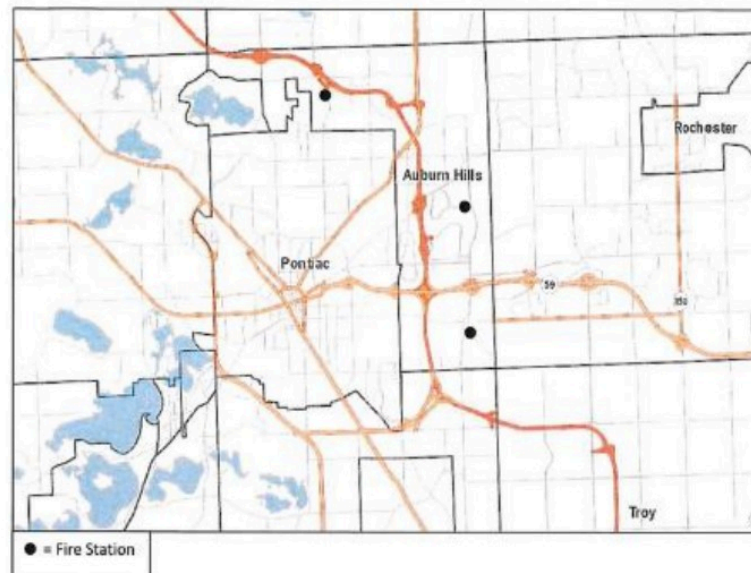 Rochester
Auburn Hills
Pontiac
59
Troy
● = Fire Station